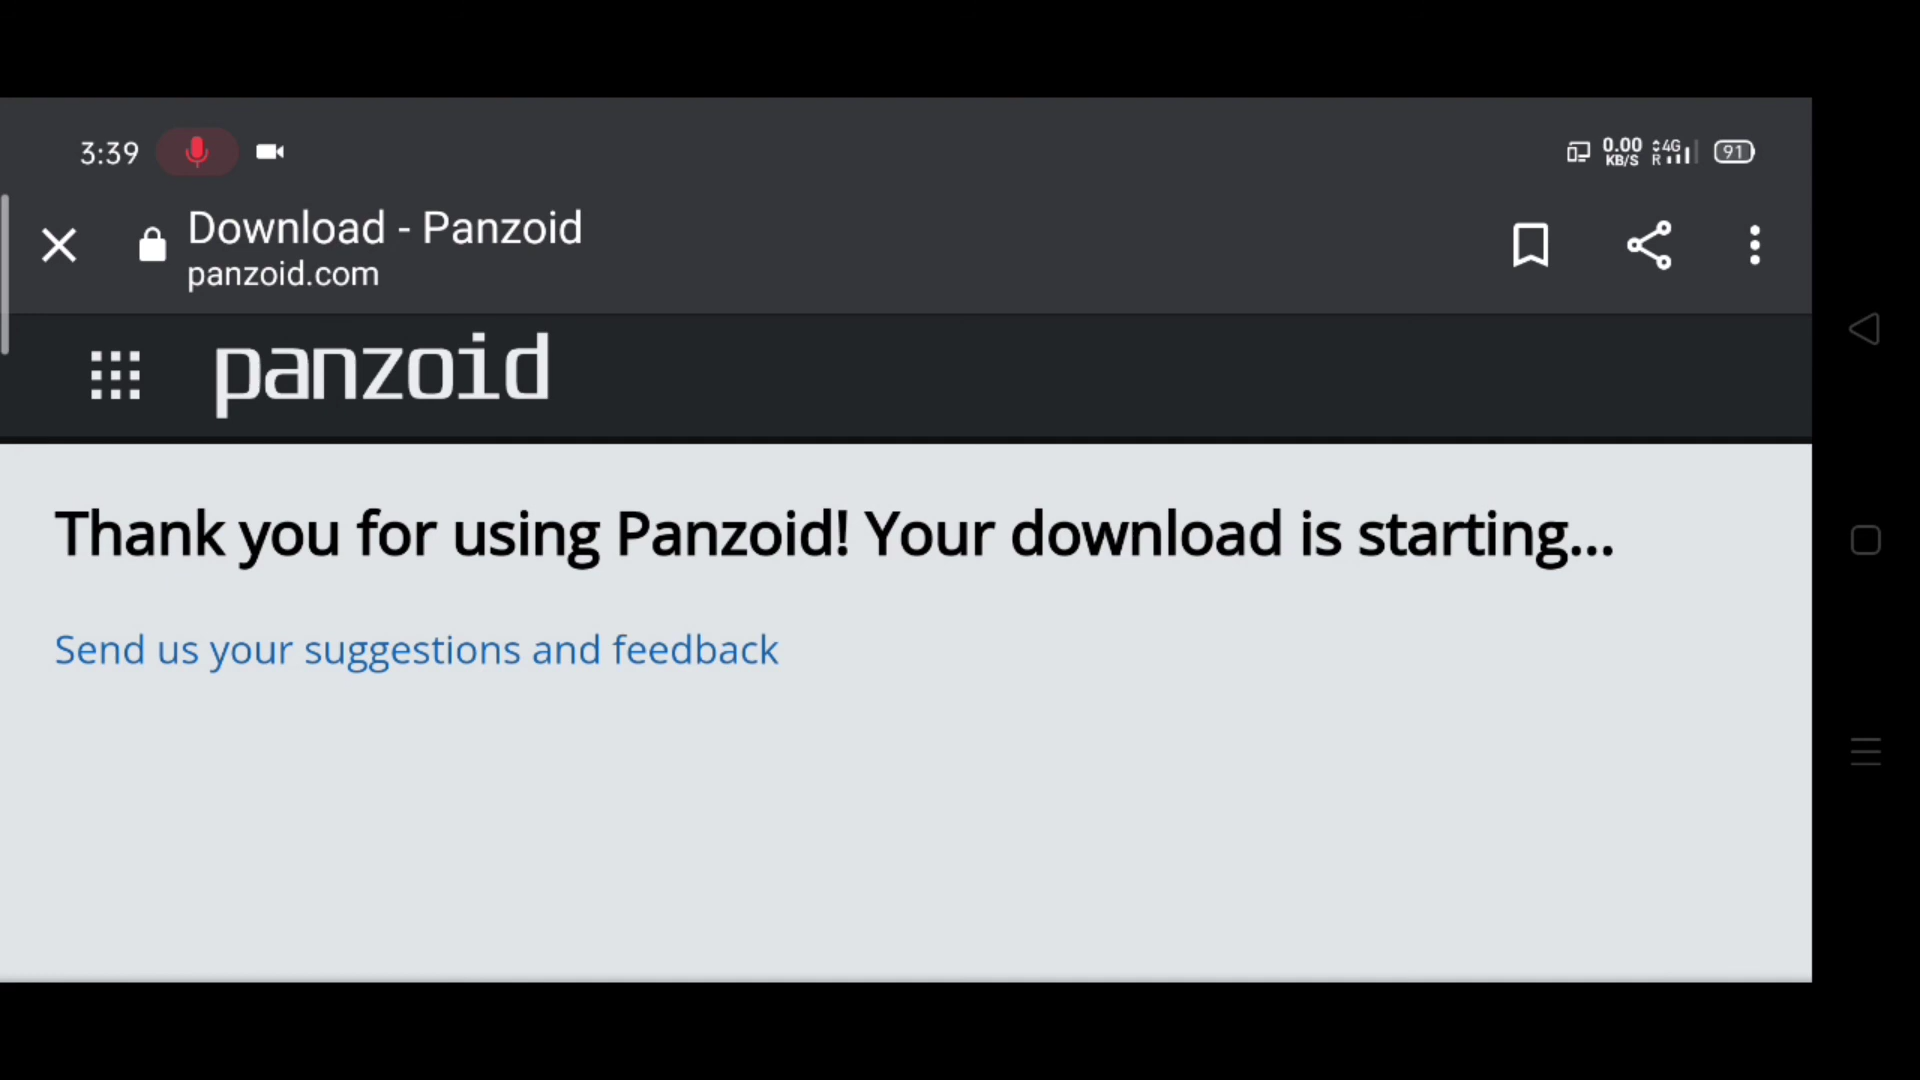 3:39
0.00 KB/S 4G R 91
Download - Panzoid
panzoid.com
panzoid
Thank you for using Panzoid! Your download is starting...
Send us your suggestions and feedback